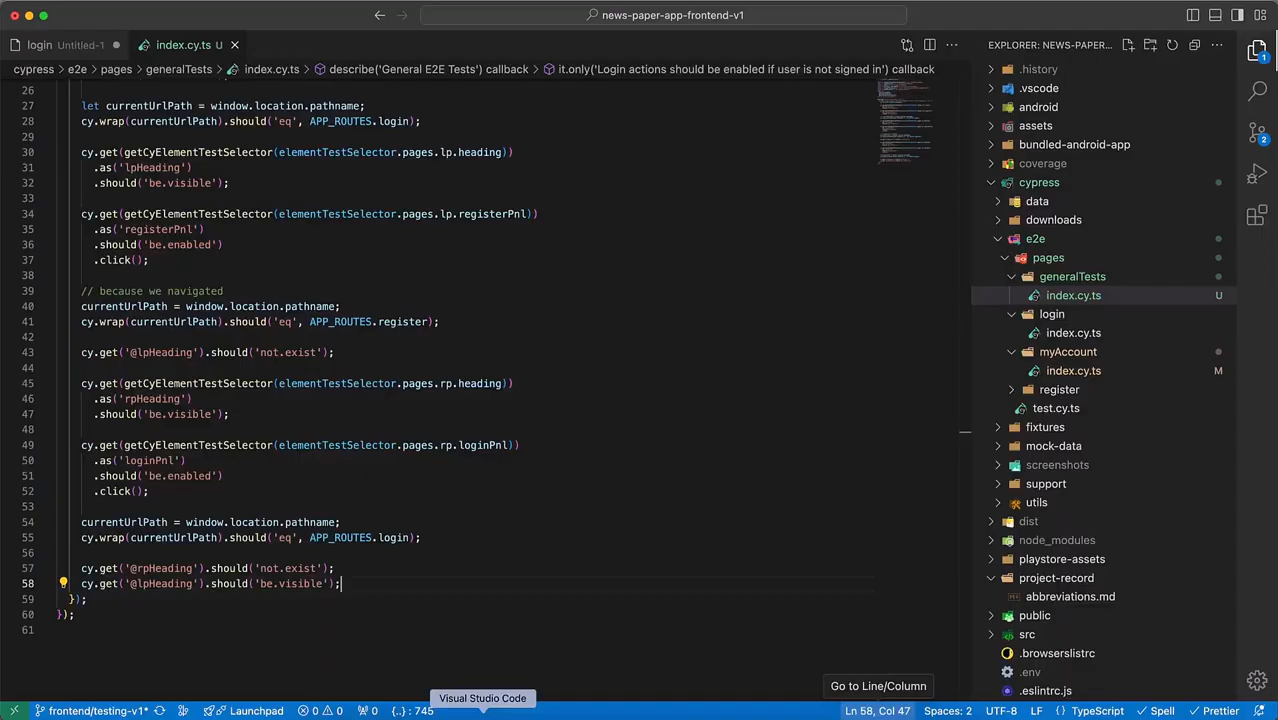 news-paper-app-frontend-v1
login Untitled-1
index.cy.ts U
EXPLORER: NEWS-PAPER...
cypress > e2e > pages > generalTests > index.cy.ts > describe('General E2E Tests') callback > it.only('Login actions should be enabled if user is not signed in') callback
26
27 let currentUrlPath = window.location.pathname;
28 cy.wrap(currentUrlPath).should('eq', APP_ROUTES.login);
29
30 cy.get(getCyElementTestSelector(elementTestSelector.pages.lp.heading))
31 .as('lpHeading')
32 .should('be.visible');
33
34 cy.get(getCyElementTestSelector(elementTestSelector.pages.lp.registerPnl))
35 .as('registerPnl')
36 .should('be.enabled')
37 .click();
38
39 // because we navigated
40 currentUrlPath = window.location.pathname;
41 cy.wrap(currentUrlPath).should('eq', APP_ROUTES.register);
42
43 cy.get('@lpHeading').should('not.exist');
44
45 cy.get(getCyElementTestSelector(elementTestSelector.pages.rp.heading))
46 .as('rpHeading')
47 .should('be.visible');
48
49 cy.get(getCyElementTestSelector(elementTestSelector.pages.rp.loginPnl))
50 .as('loginPnl')
51 .should('be.enabled')
52 .click();
53
54 currentUrlPath = window.location.pathname;
55 cy.wrap(currentUrlPath).should('eq', APP_ROUTES.login);
56
57 cy.get('@rpHeading').should('not.exist');
58 cy.get('@lpHeading').should('be.visible');
59 });
60 });
61
.history
.vscode
android
assets
bundled-android-app
coverage
cypress
data
downloads
e2e
pages
generalTests
index.cy.ts U
login
index.cy.ts
myAccount
index.cy.ts M
register
test.cy.ts
fixtures
mock-data
screenshots
support
utils
dist
node_modules
playstore-assets
project-record
abbreviations.md
public
src
.browserslistrc
.env
.eslintrc.js
1
2
Go to Line/Column
Visual Studio Code
frontend/testing-v1* Launchpad 0 0 0 {..} : 745 Ln 58, Col 47 Spaces: 2 UTF-8 LF TypeScript Spell Prettier